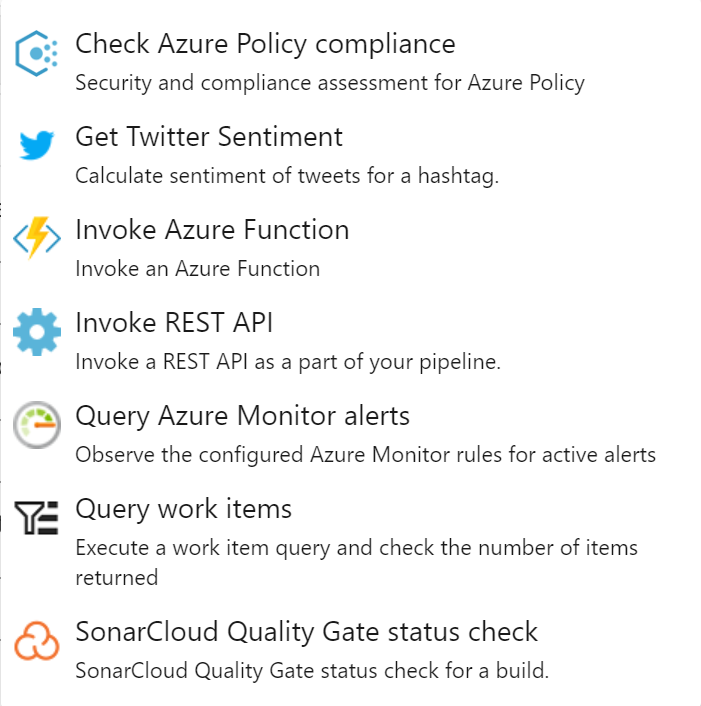 Check Azure Policy compliance
Security and compliance assessment for Azure Policy
Get Twitter Sentiment
Calculate sentiment of tweets for a hashtag.
Invoke Azure Function
Invoke an Azure Function
Invoke REST API
Invoke a REST API as a part of your pipeline.
Query Azure Monitor alerts
Observe the configured Azure Monitor rules for active alerts
Query work items
Execute a work item query and check the number of items
returned
SonarCloud Quality Gate status check
SonarCloud Quality Gate status check for a build.